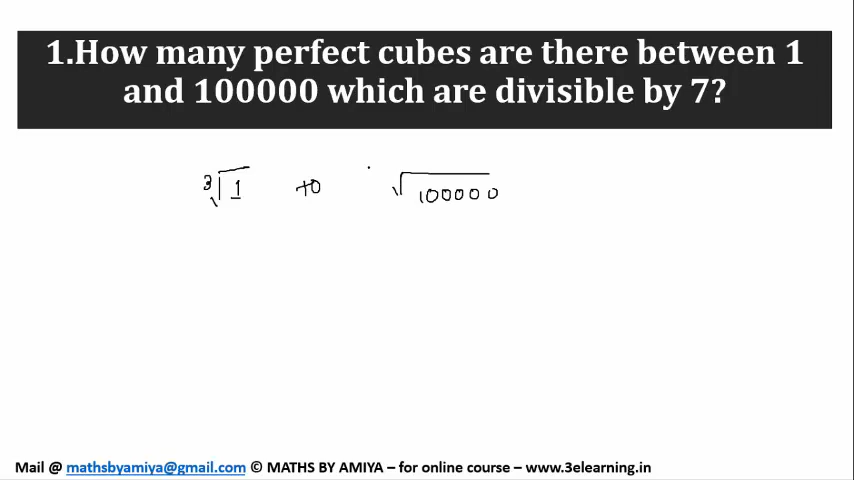 1.How many perfect cubes are there between 1
and 100000 which are divisible by 7?
3√1 to √100000
Mail @ mathsbyamiya@gmail.com © MATHS BY AMIYA – for online course – www.3elearning.in